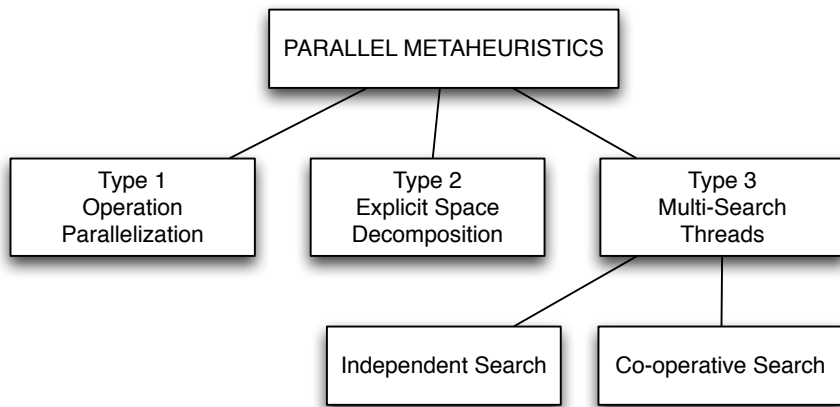 PARALLEL METAHEURISTICS
Type 1
Operation
Parallelization
Type 2
Explicit Space
Decomposition
Type 3
Multi-Search
Threads
Independent Search
Co-operative Search